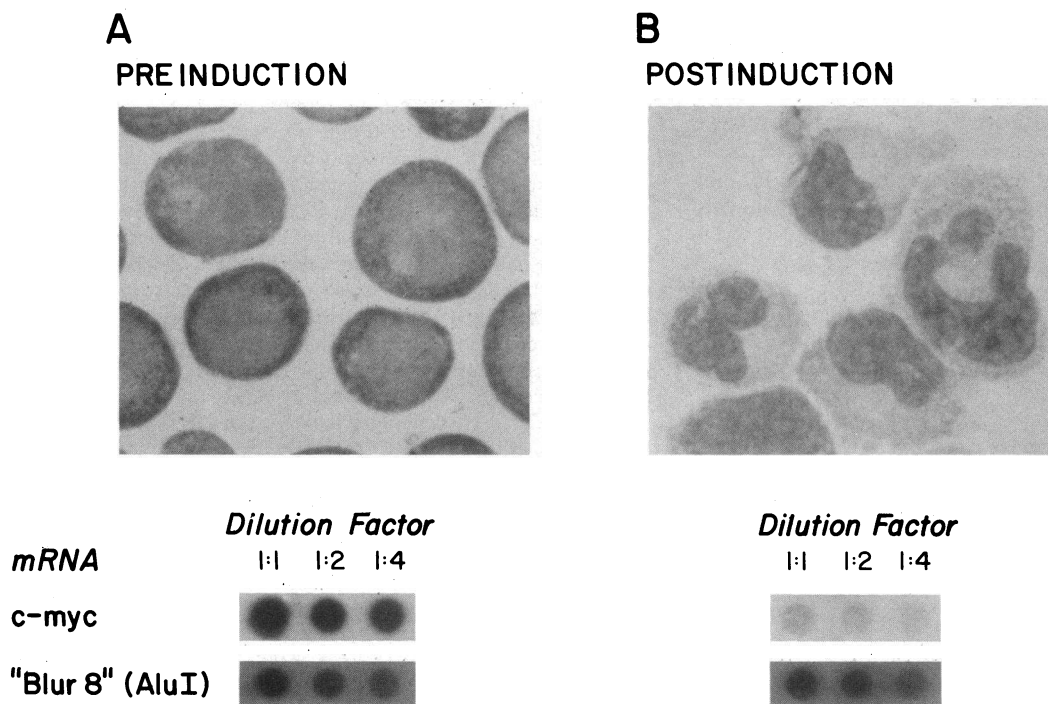 A
PREINDUCTION
B
POSTINDUCTION
Dilution Factor
mRNA 1:1 1:2 1:4
c-myc
"Blur 8" (AluI)
Dilution Factor
1:1 1:2 1:4